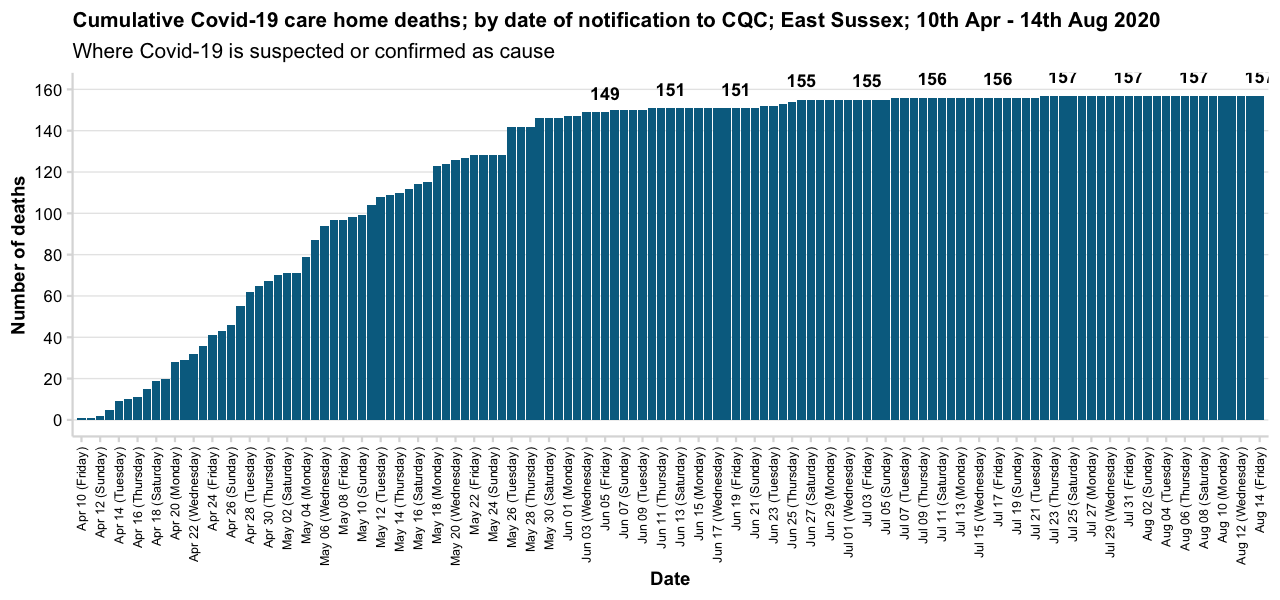 Cumulative Covid-19 care home deaths; by date of notification to CQC; East Sussex; 10th Apr - 14th Aug 2020
Where Covid-19 is suspected or confirmed as cause
Number of deaths
160
140
120
100
80
60
40
20
0
149
151
151
155
155
156
156
157
157
157
157
Apr 10 (Friday)
Apr 12 (Sunday)
Apr 14 (Tuesday)
Apr 16 (Thursday)
Apr 18 (Saturday)
Apr 20 (Monday)
Apr 22 (Wednesday)
Apr 24 (Friday)
Apr 26 (Sunday)
Apr 28 (Tuesday)
Apr 30 (Thursday)
May 02 (Saturday)
May 04 (Monday)
May 06 (Wednesday)
May 08 (Friday)
May 10 (Sunday)
May 12 (Tuesday)
May 14 (Thursday)
May 16 (Saturday)
May 18 (Monday)
May 20 (Wednesday)
May 22 (Friday)
May 24 (Sunday)
May 26 (Tuesday)
May 28 (Thursday)
May 30 (Saturday)
Jun 01 (Monday)
Jun 03 (Wednesday)
Jun 05 (Friday)
Jun 07 (Sunday)
Jun 09 (Tuesday)
Jun 11 (Thursday)
Jun 13 (Saturday)
Jun 15 (Monday)
Jun 17 (Wednesday)
Jun 19 (Friday)
Jun 21 (Sunday)
Jun 23 (Tuesday)
Jun 25 (Thursday)
Jun 27 (Saturday)
Jun 29 (Monday)
Jul 01 (Wednesday)
Jul 03 (Friday)
Jul 05 (Sunday)
Jul 07 (Tuesday)
Jul 09 (Thursday)
Jul 11 (Saturday)
Jul 13 (Monday)
Jul 15 (Wednesday)
Jul 17 (Friday)
Jul 19 (Sunday)
Jul 21 (Tuesday)
Jul 23 (Thursday)
Jul 25 (Saturday)
Jul 27 (Monday)
Jul 29 (Wednesday)
Jul 31 (Friday)
Aug 02 (Sunday)
Aug 04 (Tuesday)
Aug 06 (Thursday)
Aug 08 (Saturday)
Aug 10 (Monday)
Aug 12 (Wednesday)
Aug 14 (Friday)
Date